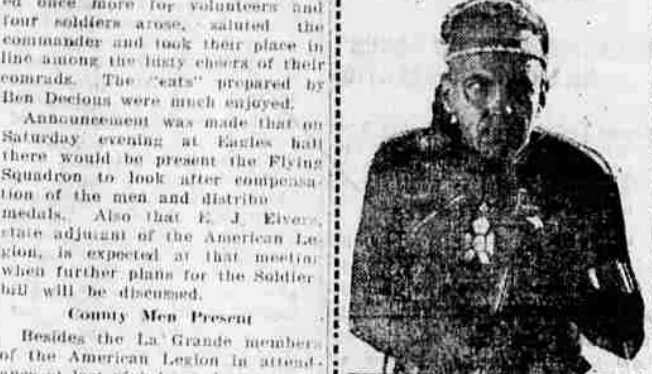 ed once more for volunteers and
four soldiers arose, saluted the
commander and took their place in
line among the lusty cheers of their
comrads. The "eats" prepared by
Ben Decious were much enjoyed.
Announcement was made that on
Saturday evening at Eagles hall
there would be present the Flying
Squadron to look after compensa-
tion of the men and distribu
medals. Also that E. J. Eivers,
state adjutant of the American Le-
gion, is expected at that meeting
when further plans for the Soldier
bill will be discussed.
County Men Present
Besides the La Grande members
of the American Legion in attend-